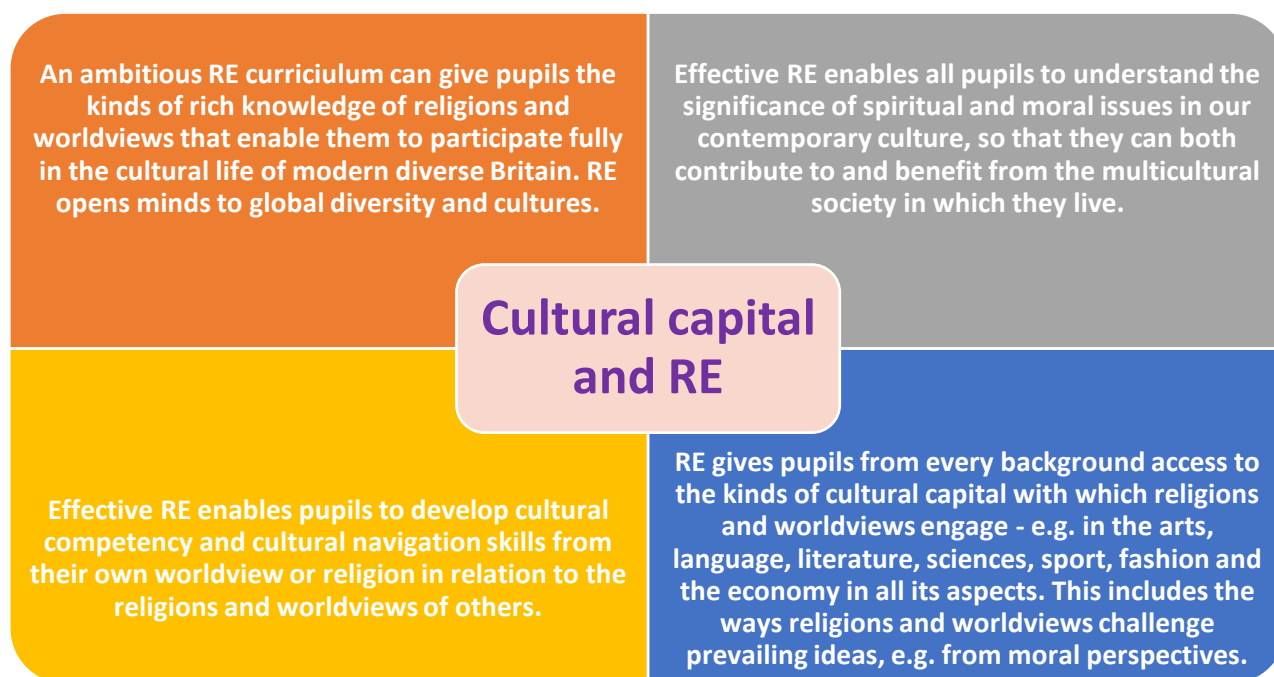 An ambitious RE curriciulum can give pupils the
kinds of rich knowledge of religions and
worldviews that enable them to participate fully
in the cultural life of modern diverse Britain. RE
opens minds to global diversity and cultures.
Effective RE enables all pupils to understand the
significance of spiritual and moral issues in our
contemporary culture, so that they can both
contribute to and benefit from the multicultural
society in which they live.
Cultural capital
and RE
Effective RE enables pupils to develop cultural
competency and cultural navigation skills from
their own worldview or religion in relation to the
religions and worldviews of others.
RE gives pupils from every background access to
the kinds of cultural capital with which religions
and worldviews engage - e.g. in the arts,
language, literature, sciences, sport, fashion and
the economy in all its aspects. This includes the
ways religions and worldviews challenge
prevailing ideas, e.g. from moral perspectives.